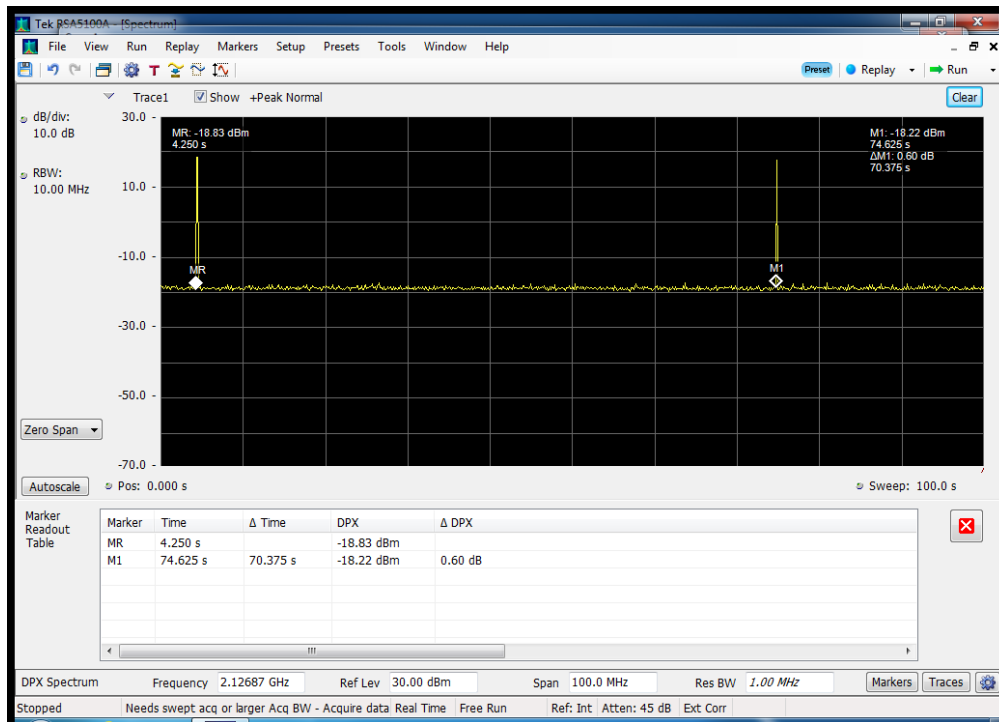 Tek RSA5100A - [Spectrum]
File View Run Replay Markers Setup Presets Tools Window Help
T
Preset Replay Run
Trace1 Show +Peak Normal Clear
dB/div:
10.0 dB
RBW:
10.00 MHz
30.0 -
10.0 -
-10.0 -
-30.0 -
-50.0 -
-70.0 -
MR: -18.83 dBm
4.250 s
M1: -18.22 dBm
74.625 s
ΔM1: 0.60 dB
70.375 s
MR
M1
Zero Span
Autoscale Pos: 0.000 s Sweep: 100.0 s
Marker
Readout
Table
Marker Time Δ Time DPX Δ DPX
MR 4.250 s -18.83 dBm
M1 74.625 s 70.375 s -18.22 dBm 0.60 dB
DPX Spectrum Frequency 2.12687 GHz Ref Lev 30.00 dBm Span 100.0 MHz Res BW 1.00 MHz Markers Traces
Stopped Needs swept acq or larger Acq BW - Acquire data Real Time Free Run Ref: Int Atten: 45 dB Ext Corr